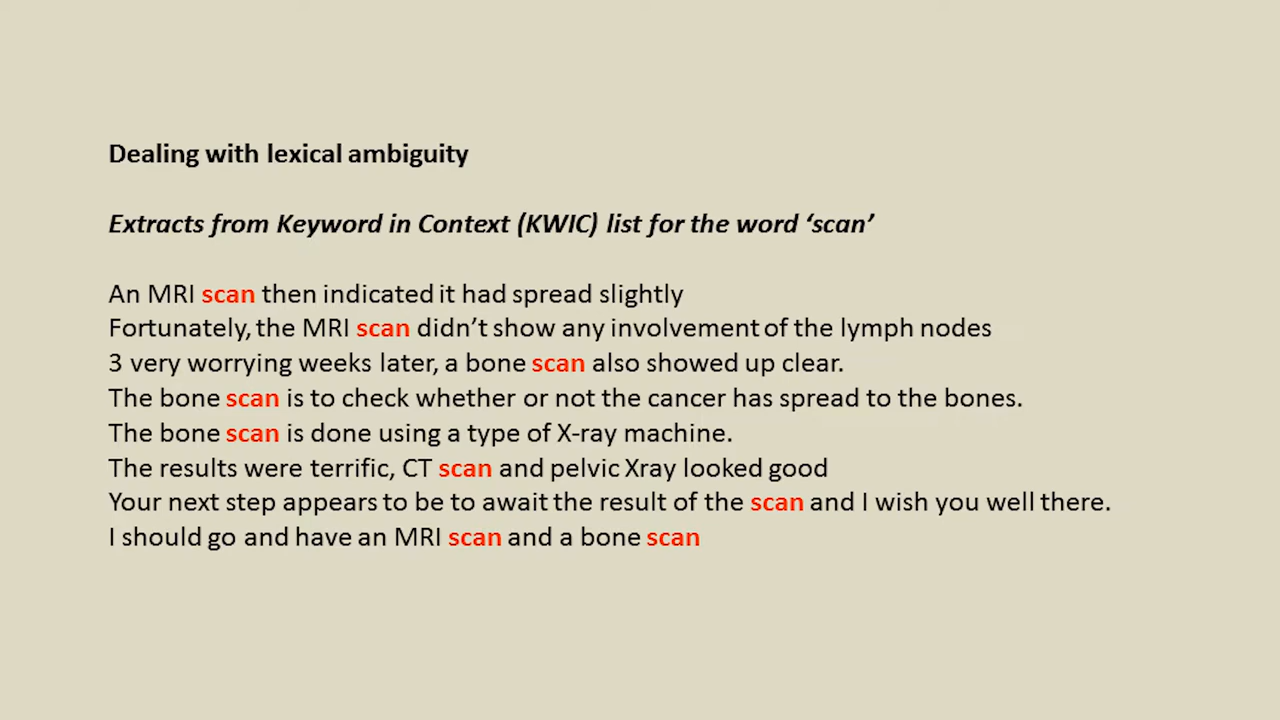 Dealing with lexical ambiguity
Extracts from Keyword in Context (KWIC) list for the word ‘scan’
An MRI scan then indicated it had spread slightly
Fortunately, the MRI scan didn’t show any involvement of the lymph nodes
3 very worrying weeks later, a bone scan also showed up clear.
The bone scan is to check whether or not the cancer has spread to the bones.
The bone scan is done using a type of X-ray machine.
The results were terrific, CT scan and pelvic Xray looked good
Your next step appears to be to await the result of the scan and I wish you well there.
I should go and have an MRI scan and a bone scan